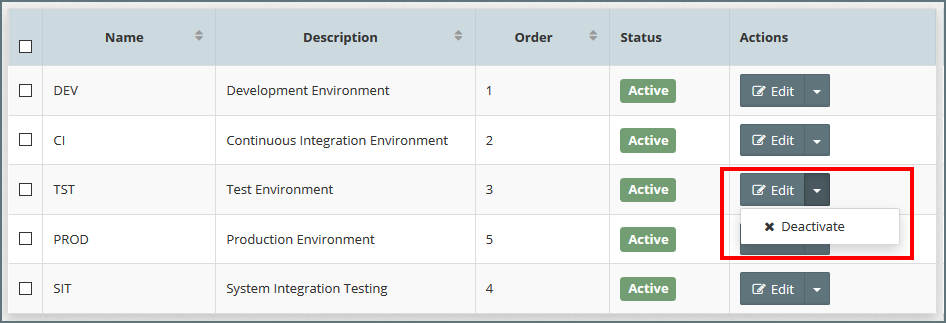 Name Description Order Status Actions
DEV Development Environment 1 Active Edit
CI Continuous Integration Environment 2 Active Edit
TST Test Environment 3 Active Edit
Deactivate
PROD Production Environment 5 Active
SIT System Integration Testing 4 Active Edit